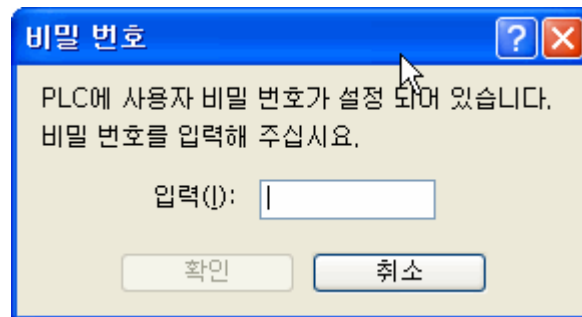 비밀 번호
PLC에 사용자 비밀 번호가 설정 되어 있습니다.
비밀 번호를 입력해 주십시요.
입력(I):
확인
취소